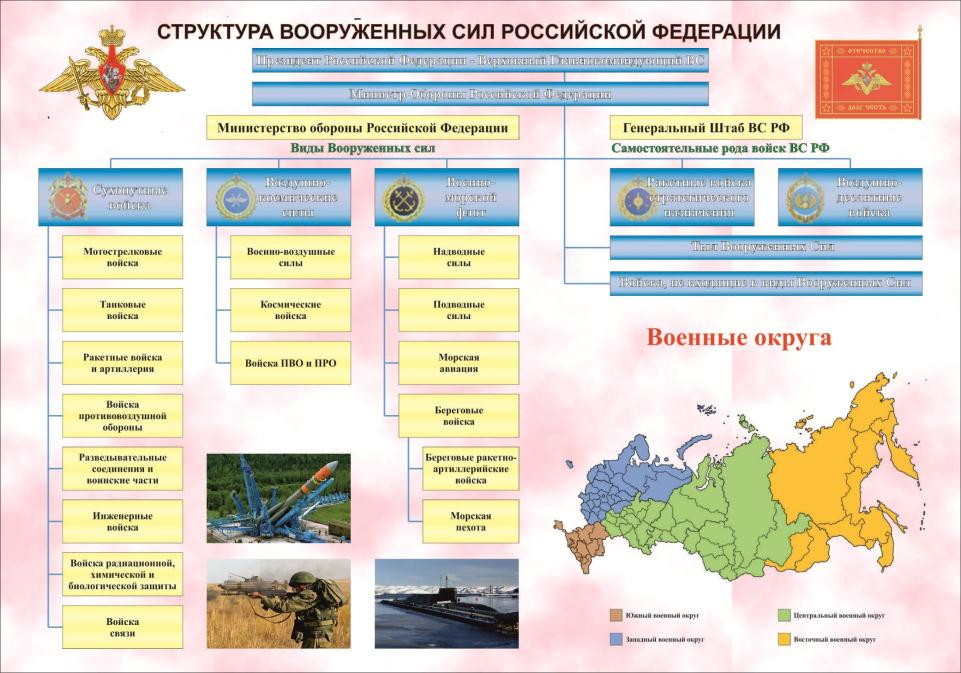 СТРУКТУРА ВООРУЖЕННЫХ СИЛ РОССИЙСКОЙ ФЕДЕРАЦИИ
Президент Российской Федерации - Верховный Главнокомандующий ВС
Министр Обороны Российской Федерации
ОТЕЧЕСТВО
ДОЛГ ЧЕСТЬ
Министерство обороны Российской Федерации
Генеральный Штаб ВС РФ
Виды Вооруженных сил
Самостоятельные рода войск ВС РФ
Сухопутные
войска
Воздушно-
космические
силы
Военно-
морской
флот
Ракетные войска
стратегического
назначения
Воздушно-
десантные
войска
Тыл Вооруженных Сил
Войска, не входящие в виды Вооруженных Сил
Мотострелковые
войска
Танковые
войска
Ракетные войска
и артиллерия
Войска
противовоздушной
обороны
Разведывательные
соединения и
воинские части
Инженерные
войска
Войска радиационной,
химической и
биологической защиты
Войска
связи
Военно-воздушные
силы
Космические
войска
Войска ПВО и ПРО
Надводные
силы
Подводные
силы
Морская
авиация
Береговые
войска
Береговые ракетно-
артиллерийские
войска
Морская
пехота
Военные округа
Южный военный округ
Западный военный округ
Центральный военный округ
Восточный военный округ